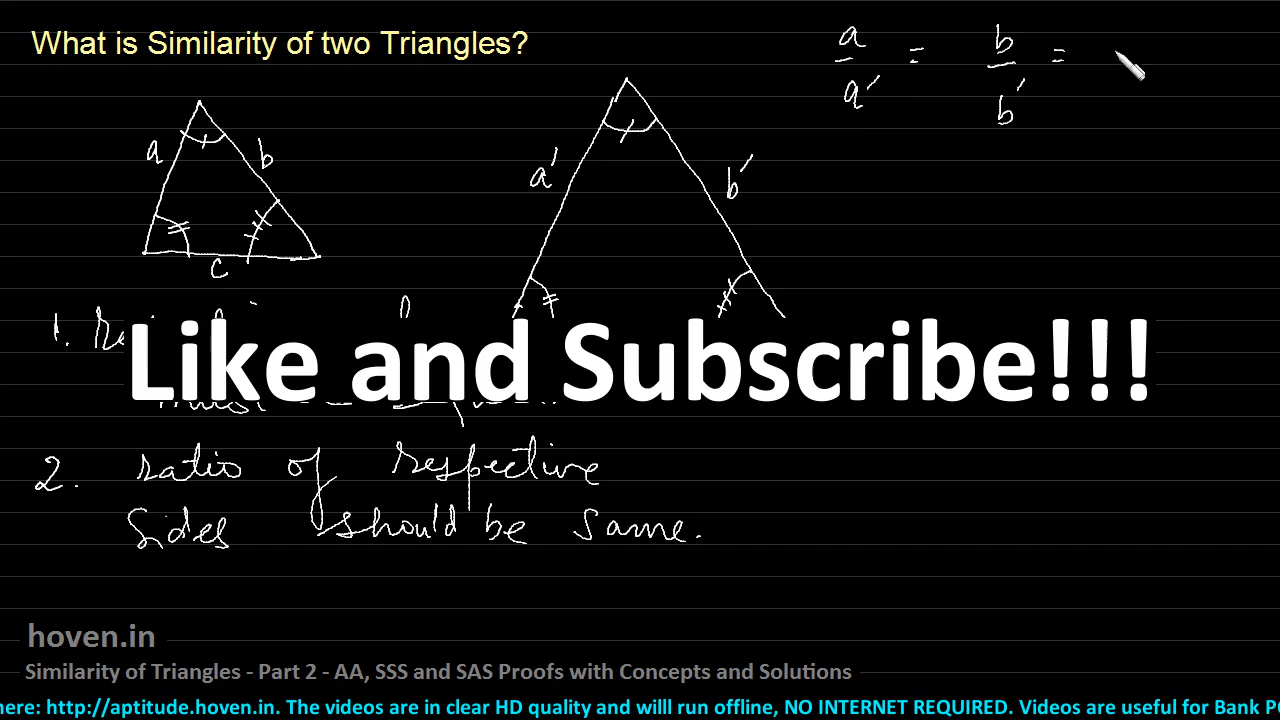 What is Similarity of two Triangles?
a = b =
a' b'
a b
c
a' b'
1.
Like and Subscribe!!!
2. ratio of respective
sides should be same.
hoven.in
Similarity of Triangles - Part 2 - AA, SSS and SAS Proofs with Concepts and Solutions
here: http://aptitude.hoven.in. The videos are in clear HD quality and willl run offline, NO INTERNET REQUIRED. Videos are useful for Bank